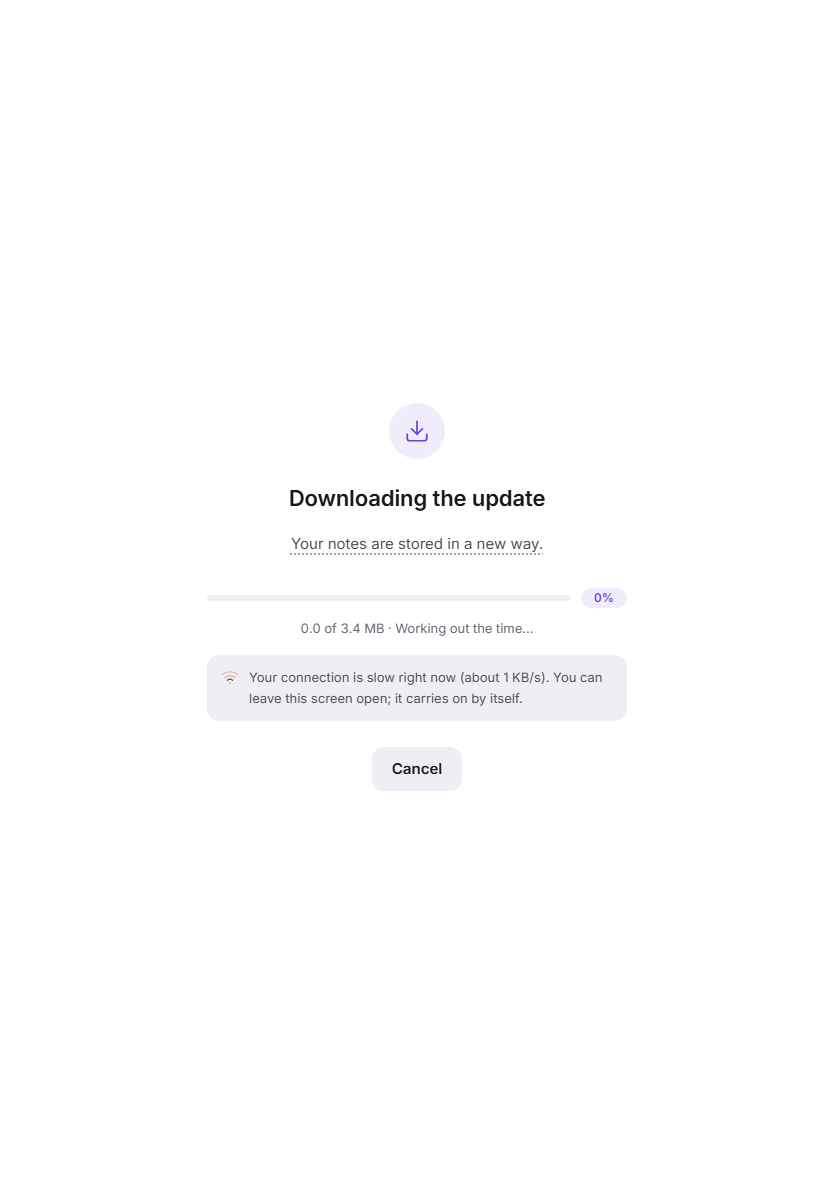 Downloading the update
Your notes are stored in a new way.
0%
0.0 of 3.4 MB · Working out the time…
Your connection is slow right now (about 1 KB/s). You can
leave this screen open; it carries on by itself.
Cancel